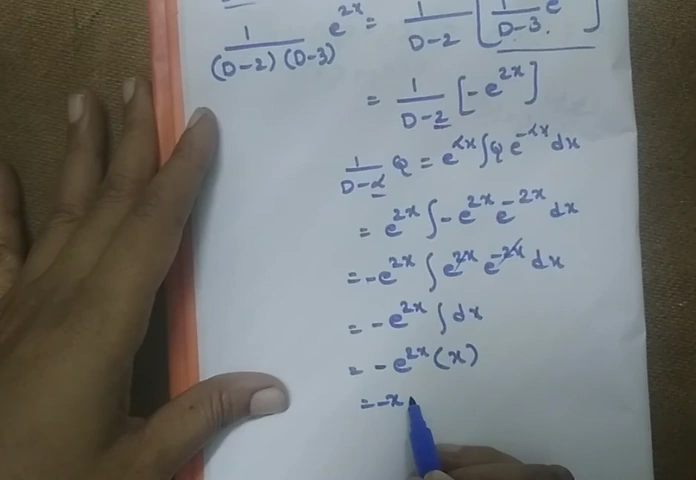 1/((D-2)(D-3)) e^{2x} = 1/(D-2) [ 1/(D-3) e ]
= 1/(D-2) [-e^{2x}]
1/(D-α) Q = e^{αx} ∫ Q e^{-αx} dx
= e^{2x} ∫ -e^{2x} e^{-2x} dx
= -e^{2x} ∫ e^{2x} e^{-2x} dx
= -e^{2x} ∫ dx
= -e^{2x} (x)
= -x